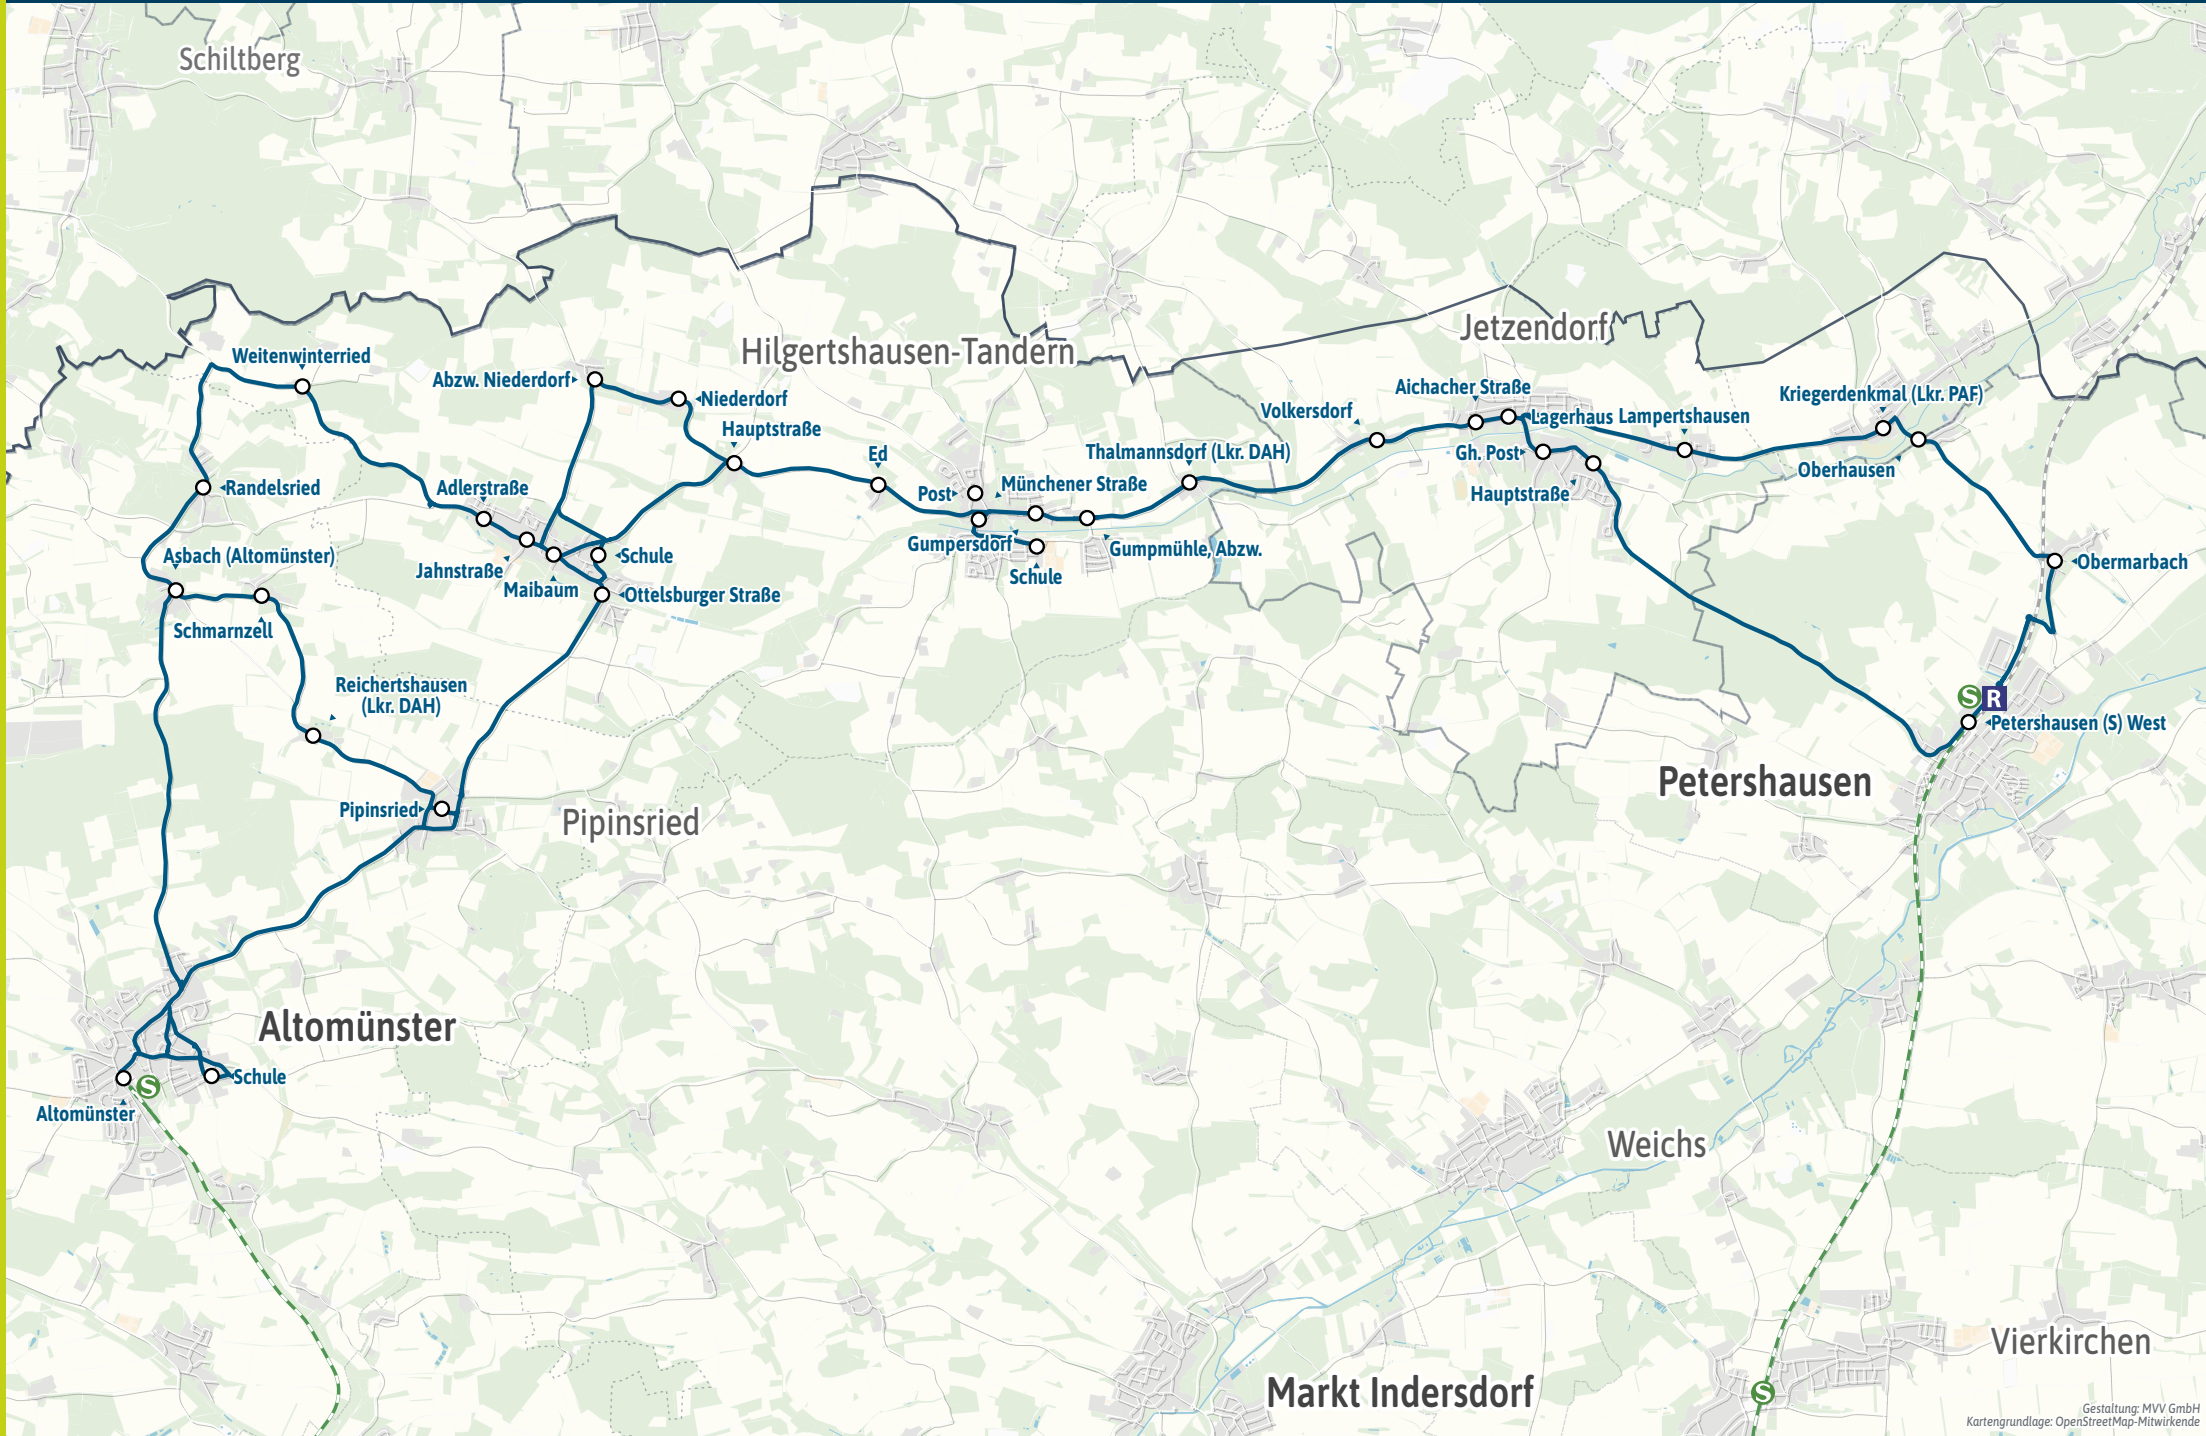 Schiltberg
Jetzendorf
Hilgertshausen-Tandern
Weitenwinterried
Abzw. Niederdorf
Niederdorf
Aichacher Straße
Kriegerdenkmal (Lkr. PAF)
Volkersdorf
Lagerhaus
Lampertshausen
Hauptstraße
Ed
Thalmannsdorf (Lkr. DAH)
Gh. Post
Oberhausen
Randelsried
Adlerstraße
Post
Münchener Straße
Hauptstraße
Asbach (Altomünster)
Jahnstraße
Schule
Gumpersdorf
Gumpmühle, Abzw.
Obermarbach
Maibaum
Ottelsburger Straße
Schule
Schmarnzell
Reichertshausen
(Lkr. DAH)
S
R
Petershausen (S) West
Petershausen
Pipinsried
Pipinsried
Altomünster
S
Schule
Altomünster
Weichs
Vierkirchen
Markt Indersdorf
S
Gestaltung: MVV GmbH
Kartengrundlage: OpenStreetMap-Mitwirkende